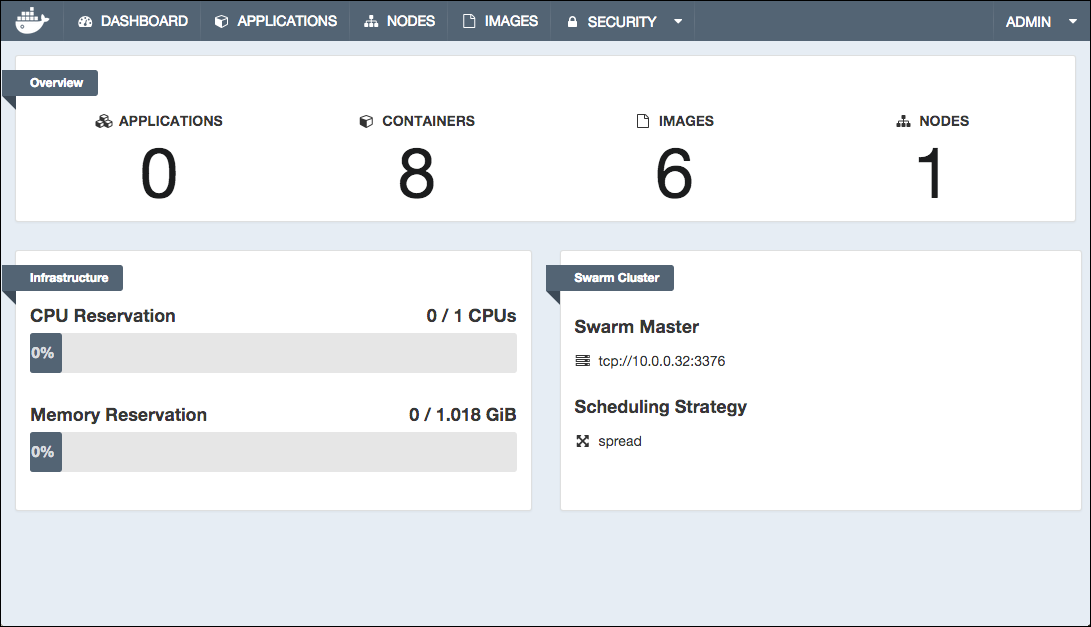 DASHBOARD APPLICATIONS NODES IMAGES SECURITY ADMIN
Overview
APPLICATIONS CONTAINERS IMAGES NODES
0 8 6 1
Infrastructure
CPU Reservation 0 / 1 CPUs
0%
Memory Reservation 0 / 1.018 GiB
0%
Swarm Cluster
Swarm Master
tcp://10.0.0.32:3376
Scheduling Strategy
spread